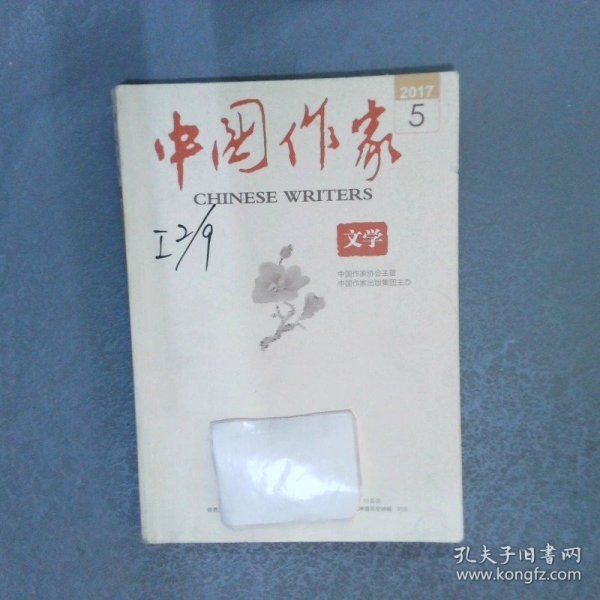 2017
5
中国作家
CHINESE WRITERS
I2/9
文学
中国作家协会主管
中国作家出版集团主办
孔夫子旧书网
www.kongfz.com